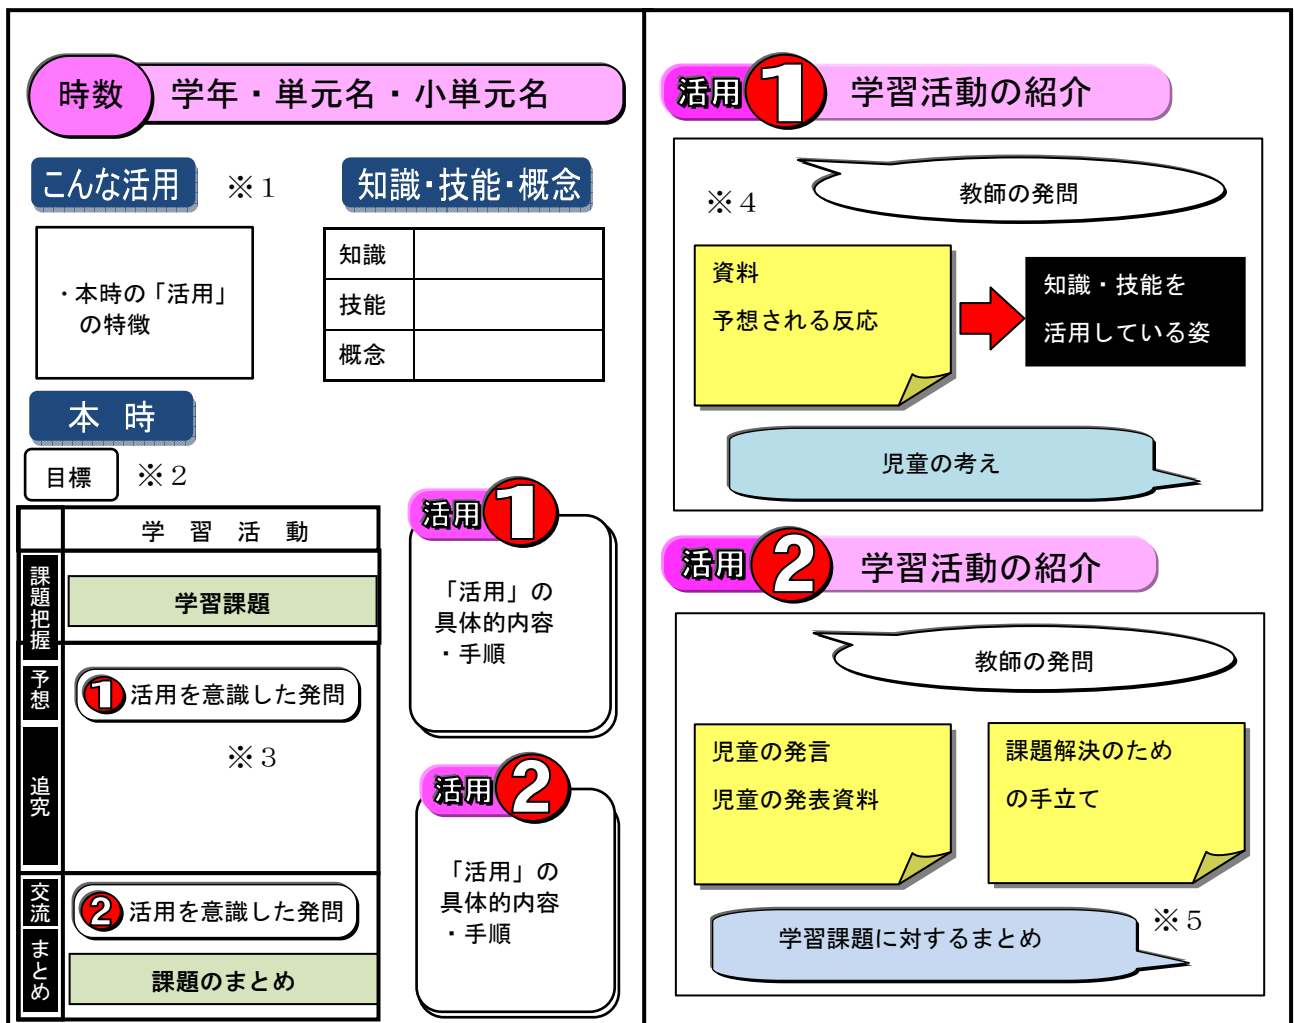 時数
学年・単元名・小単元名
こんな活用
※1
知識・技能・概念
・本時の「活用」
の特徴
知識
技能
概念
本 時
目標
※2
学 習 活 動
課題把握
学習課題
予想
1 活用を意識した発問
※3
追究
交流
2 活用を意識した発問
まとめ
課題のまとめ
活用1
「活用」の
具体的内容
・手順
活用2
「活用」の
具体的内容
・手順
活用1
学習活動の紹介
※4
教師の発問
資料
予想される反応
知識・技能を
活用している姿
児童の考え
活用2
学習活動の紹介
教師の発問
児童の発言
児童の発表資料
課題解決のため
の手立て
※5
学習課題に対するまとめ